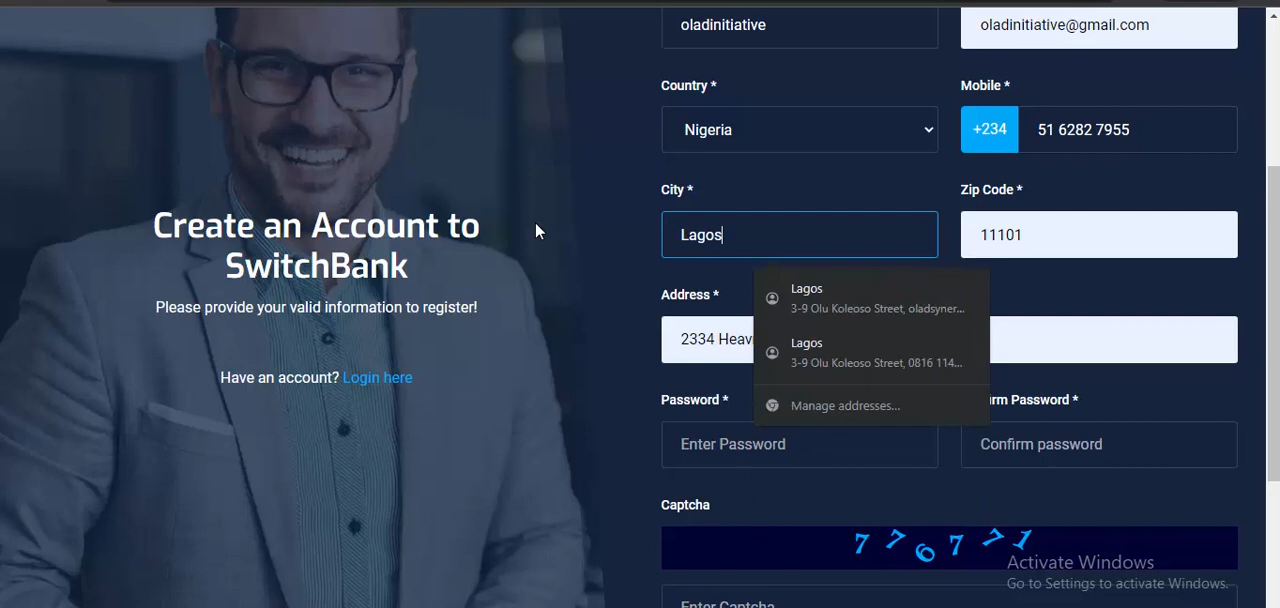 Create an Account to
SwitchBank
Please provide your valid information to register!
Have an account? Login here
oladinitiative
oladinitiative@gmail.com
Country *
Mobile *
Nigeria
+234
51 6282 7955
City *
Zip Code *
Lagos
11101
Lagos
3-9 Olu Koleoso Street, oladsyner...
Lagos
3-9 Olu Koleoso Street, 0816 114...
Manage addresses...
Address *
2334 Heav
Password *
irm Password *
Enter Password
Confirm password
Captcha
7 7 6 7 7 1
Enter Captcha
Activate Windows
Go to Settings to activate Windows.